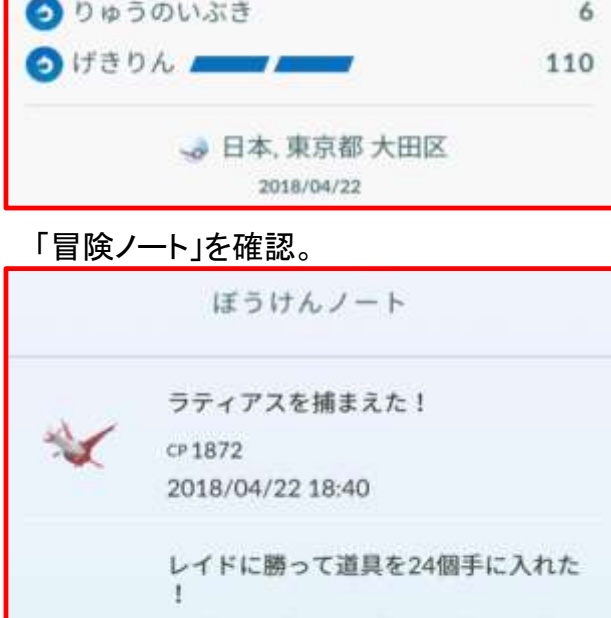 りゅうのいぶき 6
げきりん 110
日本, 東京都 大田区
2018/04/22
「冒険ノート」を確認。
ぼうけんノート
ラティアスを捕まえた！
CP 1872
2018/04/22 18:40
レイドに勝って道具を24個手に入れた
！